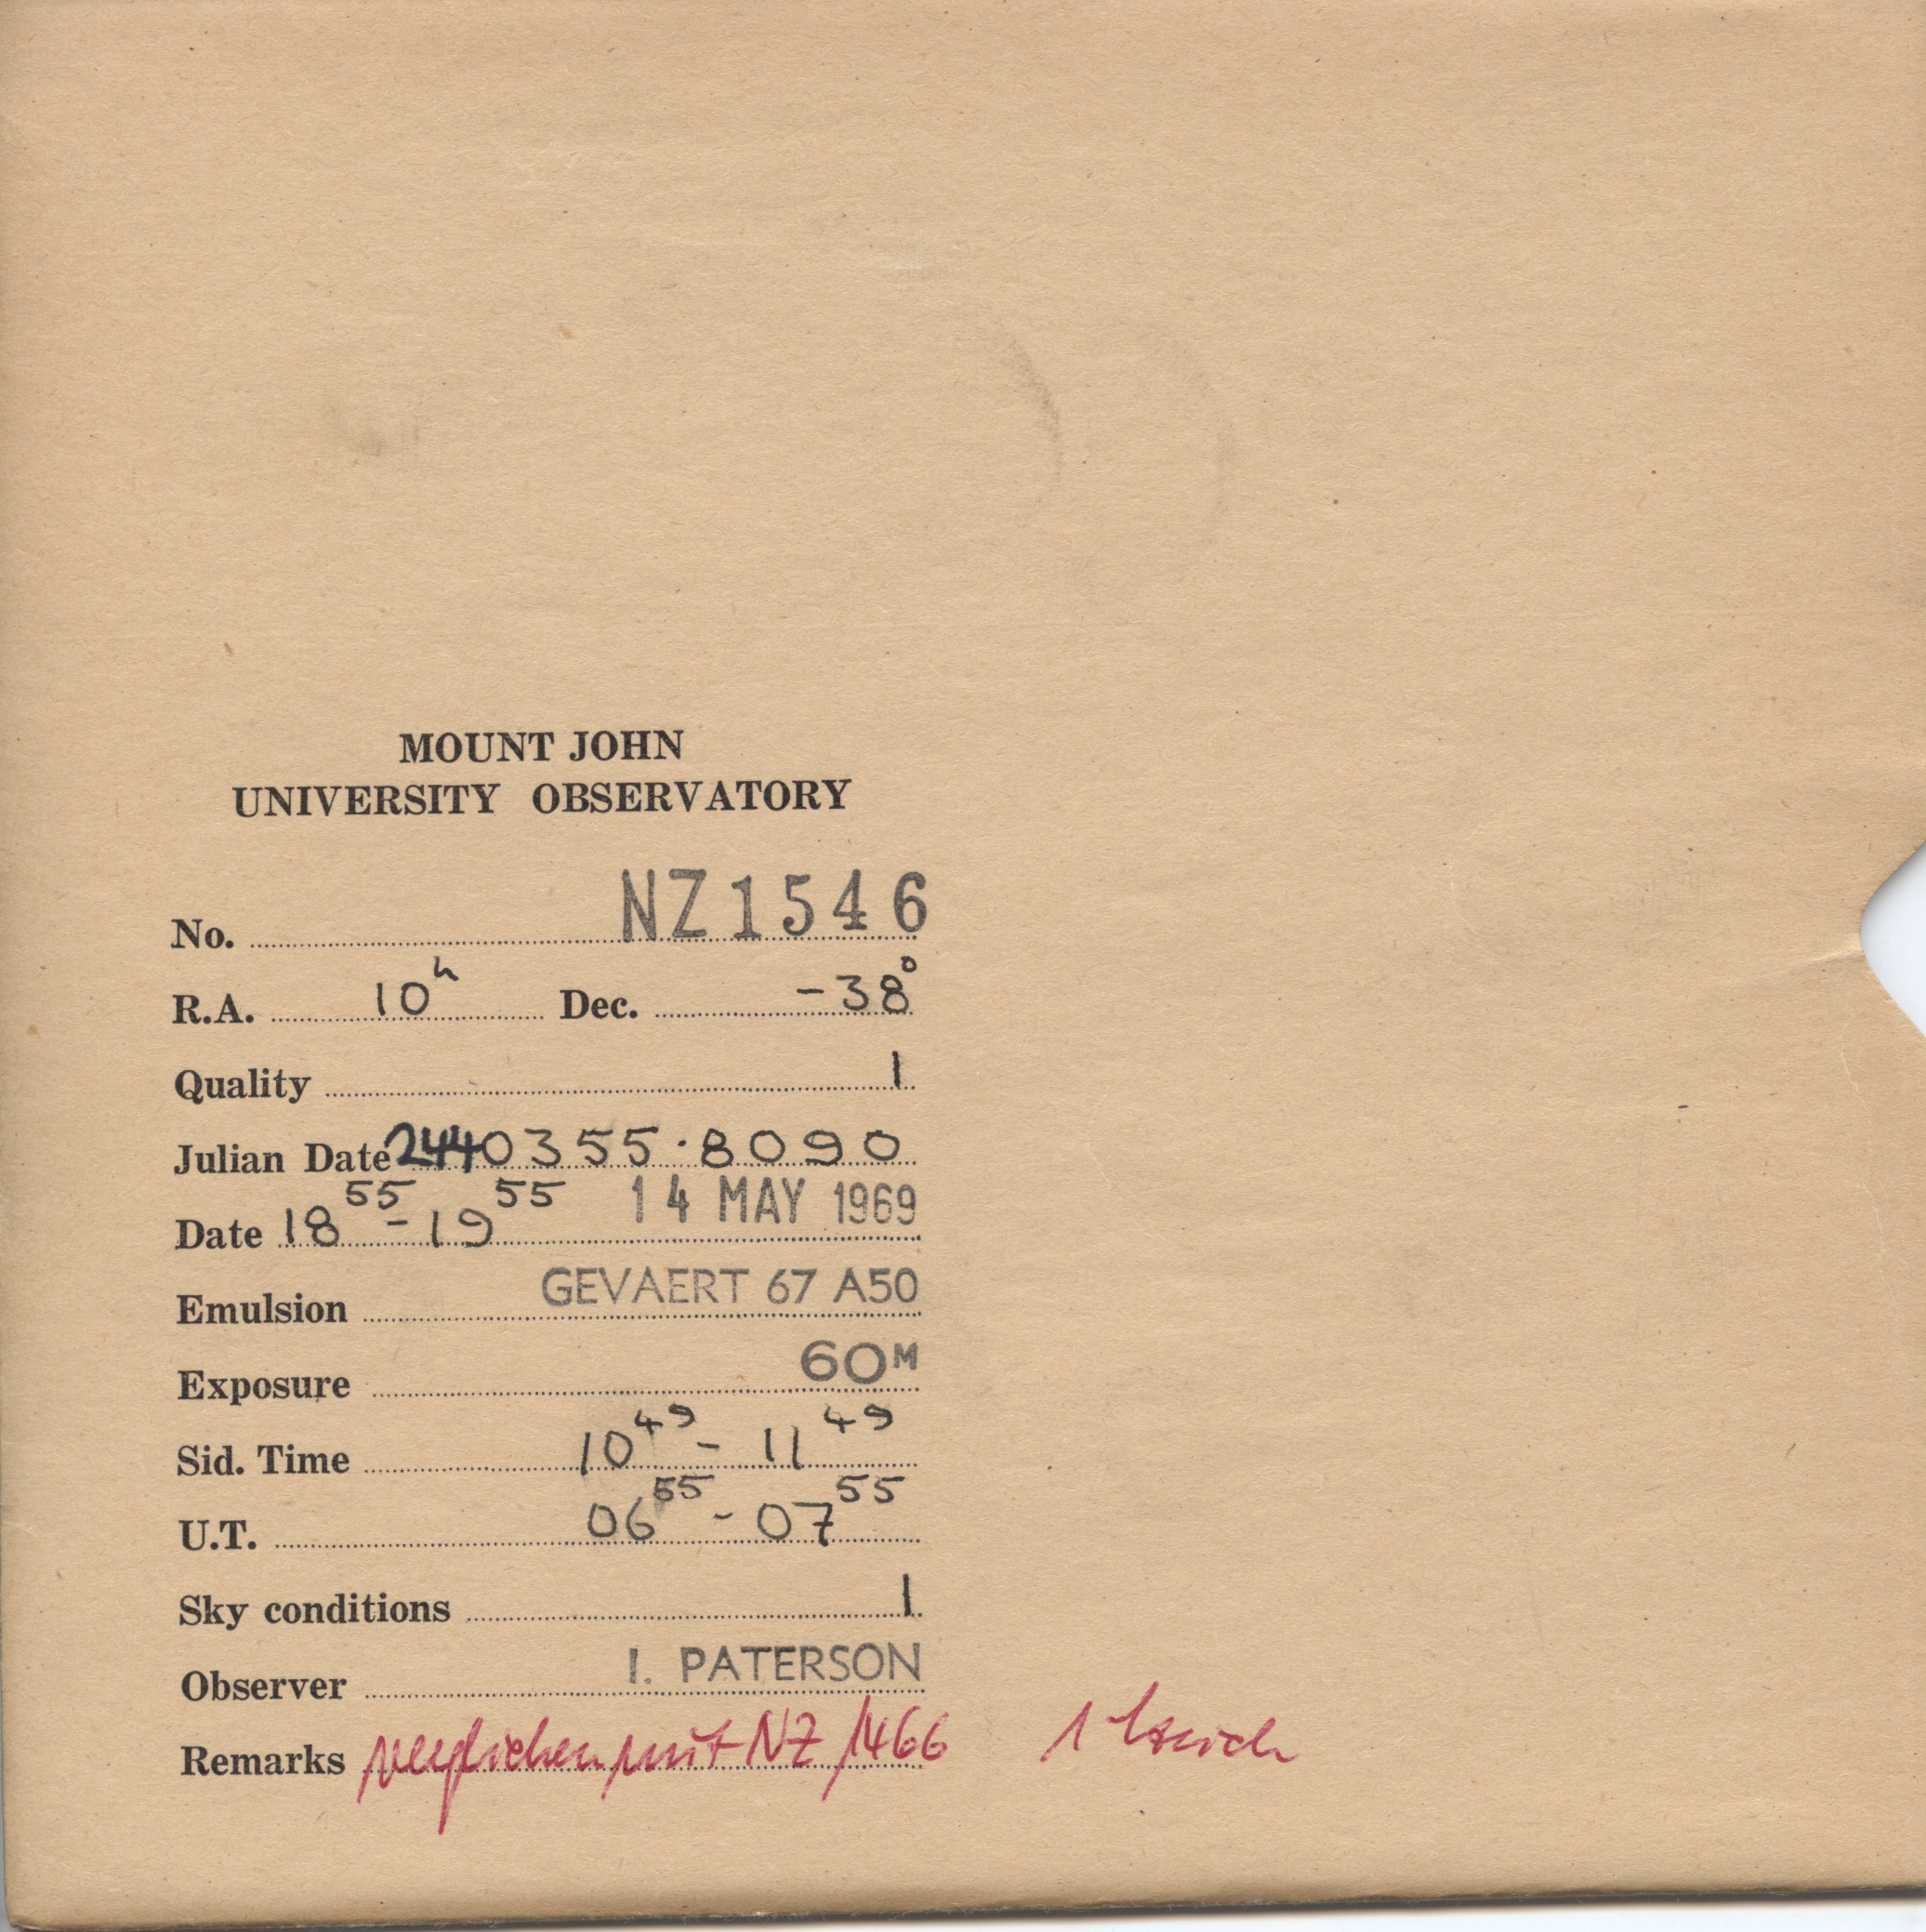 MOUNT JOHN
UNIVERSITY OBSERVATORY
No. NZ1546
R.A. 10h Dec. -38°
Quality 1
Julian Date 2440355.8090
Date 18 55 - 19 55 14 MAY 1969
Emulsion GEVAERT 67 A50
Exposure 60M
Sid. Time 10 49 - 11 49
U.T. 06 55 - 07 55
Sky conditions 1
Observer I. PATERSON
Remarks verglichen mit NZ 1466 1